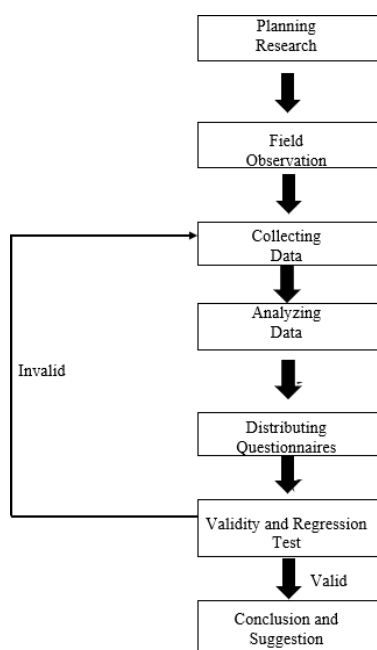 Planning
Research
Field
Observation
Collecting
Data
Analyzing
Data
Invalid
Distributing
Questionnaires
Validity and Regression
Test
Valid
Conclusion and
Suggestion